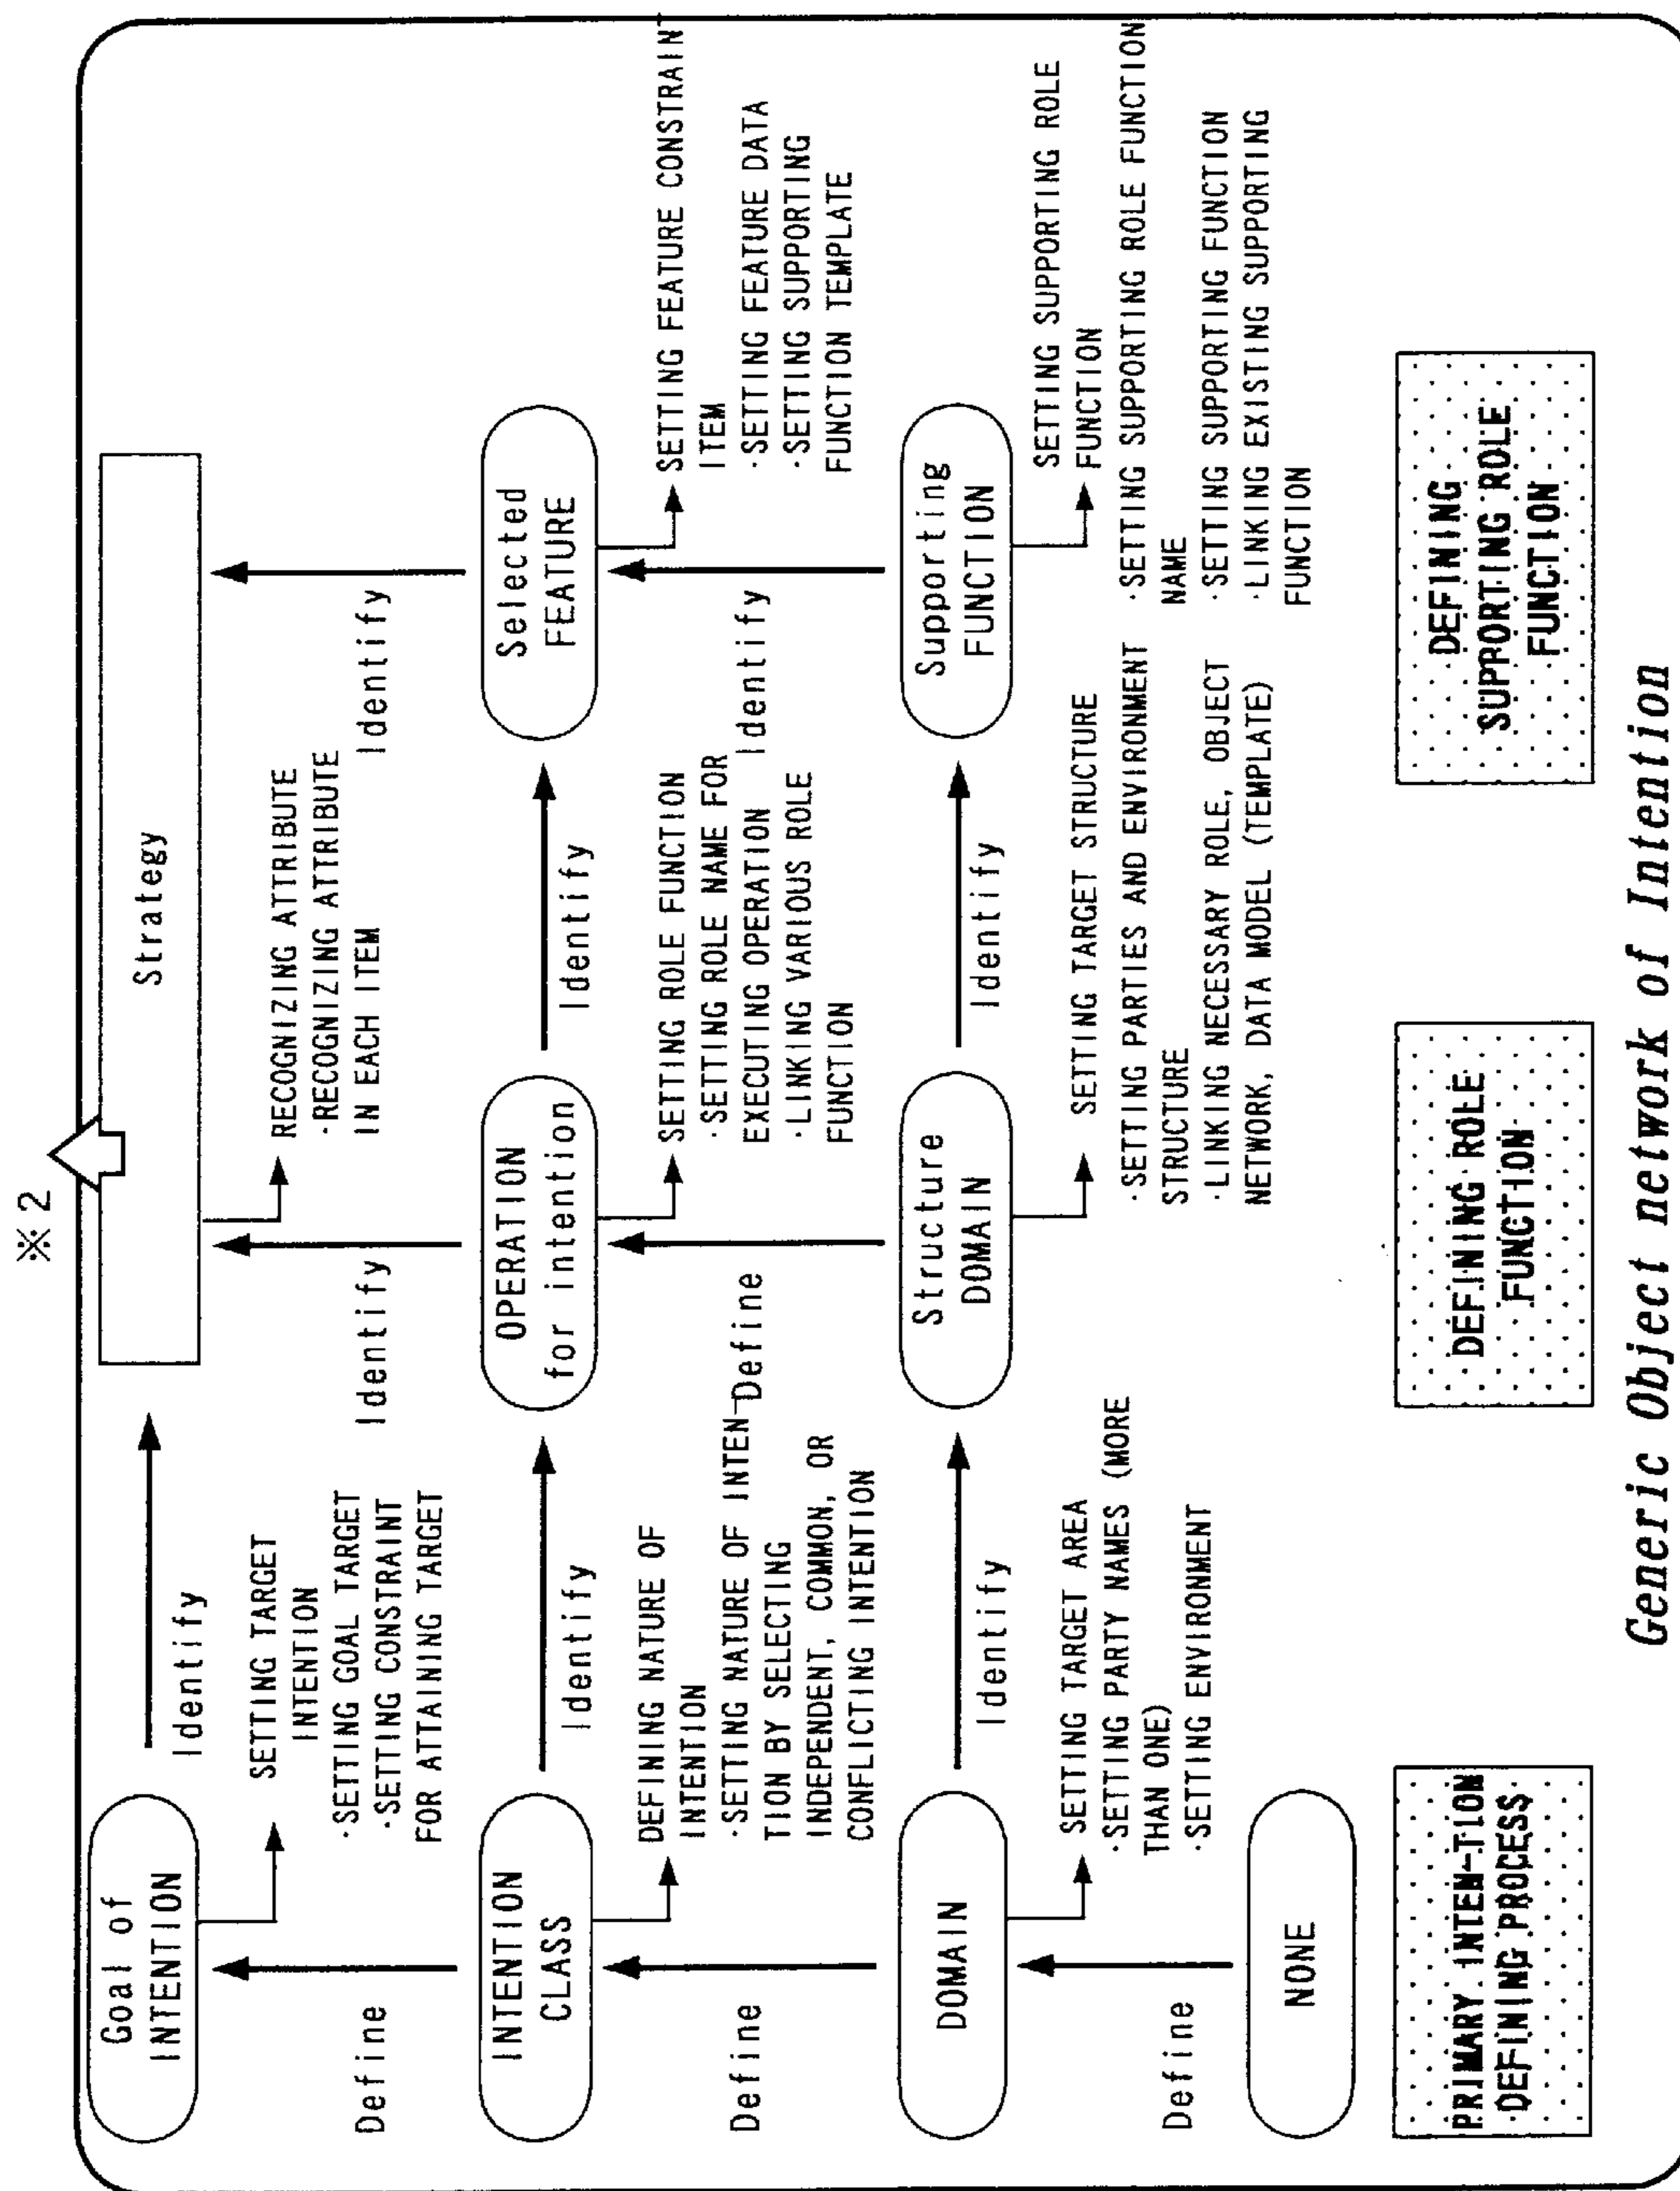 ※2
Goal of
INTENTION
Identify
Strategy
SETTING TARGET
INTENTION
·SETTING GOAL TARGET
·SETTING CONSTRAINT
FOR ATTAINING TARGET
RECOGNIZING ATTRIBUTE
·RECOGNIZING ATTRIBUTE
IN EACH ITEM
Define
Identify
Identify
INTENTION
CLASS
Identify
OPERATION
for intention
Identify
Selected
FEATURE
DEFINING NATURE OF
INTENTION
·SETTING NATURE OF INTEN-
TION BY SELECTING
INDEPENDENT, COMMON, OR
CONFLICTING INTENTION
SETTING ROLE FUNCTION
·SETTING ROLE NAME FOR
EXECUTING OPERATION
·LINKING VARIOUS ROLE
FUNCTION
SETTING FEATURE CONSTRAIN
ITEM
·SETTING FEATURE DATA
·SETTING SUPPORTING
FUNCTION TEMPLATE
Define
Define
Identify
DOMAIN
Identify
Structure
DOMAIN
Identify
Supporting
FUNCTION
SETTING TARGET AREA
·SETTING PARTY NAMES (MORE
THAN ONE)
·SETTING ENVIRONMENT
SETTING TARGET STRUCTURE
·SETTING PARTIES AND ENVIRONMENT
STRUCTURE
·LINKING NECESSARY ROLE, OBJECT
NETWORK, DATA MODEL (TEMPLATE)
SETTING SUPPORTING ROLE
FUNCTION
·SETTING SUPPORTING ROLE FUNCTION
NAME
·SETTING SUPPORTING FUNCTION
·LINKING EXISTING SUPPORTING
FUNCTION
Define
NONE
PRIMARY INTEN-TION
DEFINING PROCESS
DEFINING ROLE
FUNCTION
DEFINING
SUPPORTING ROLE
FUNCTION
Generic Object network of Intention